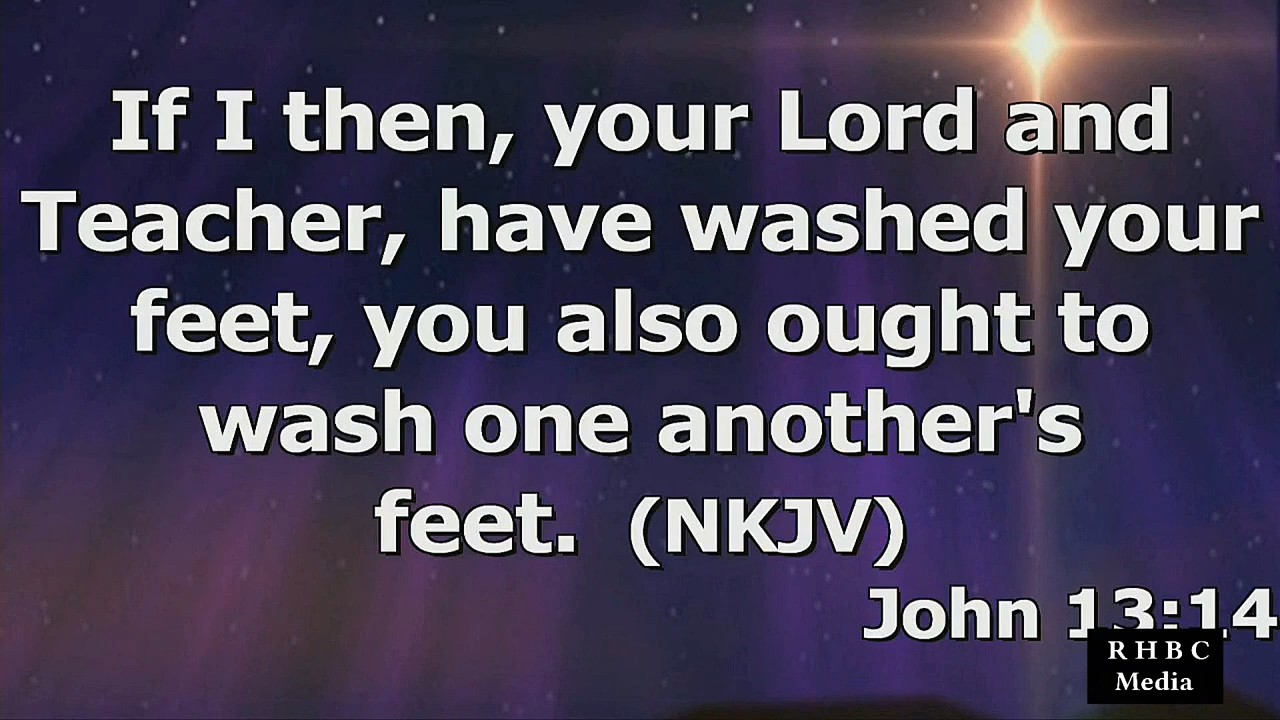 If I then, your Lord and
Teacher, have washed your
feet, you also ought to
wash one another's
feet.  (NKJV)
John 13:14
R H B C
Media